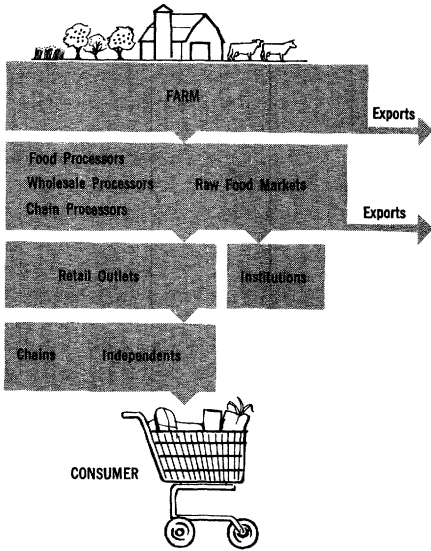 FARM
Exports
Food Processors
Wholesale Processors Raw Food Markets
Chain Processors
Exports
Retail Outlets Institutions
Chains Independents
CONSUMER